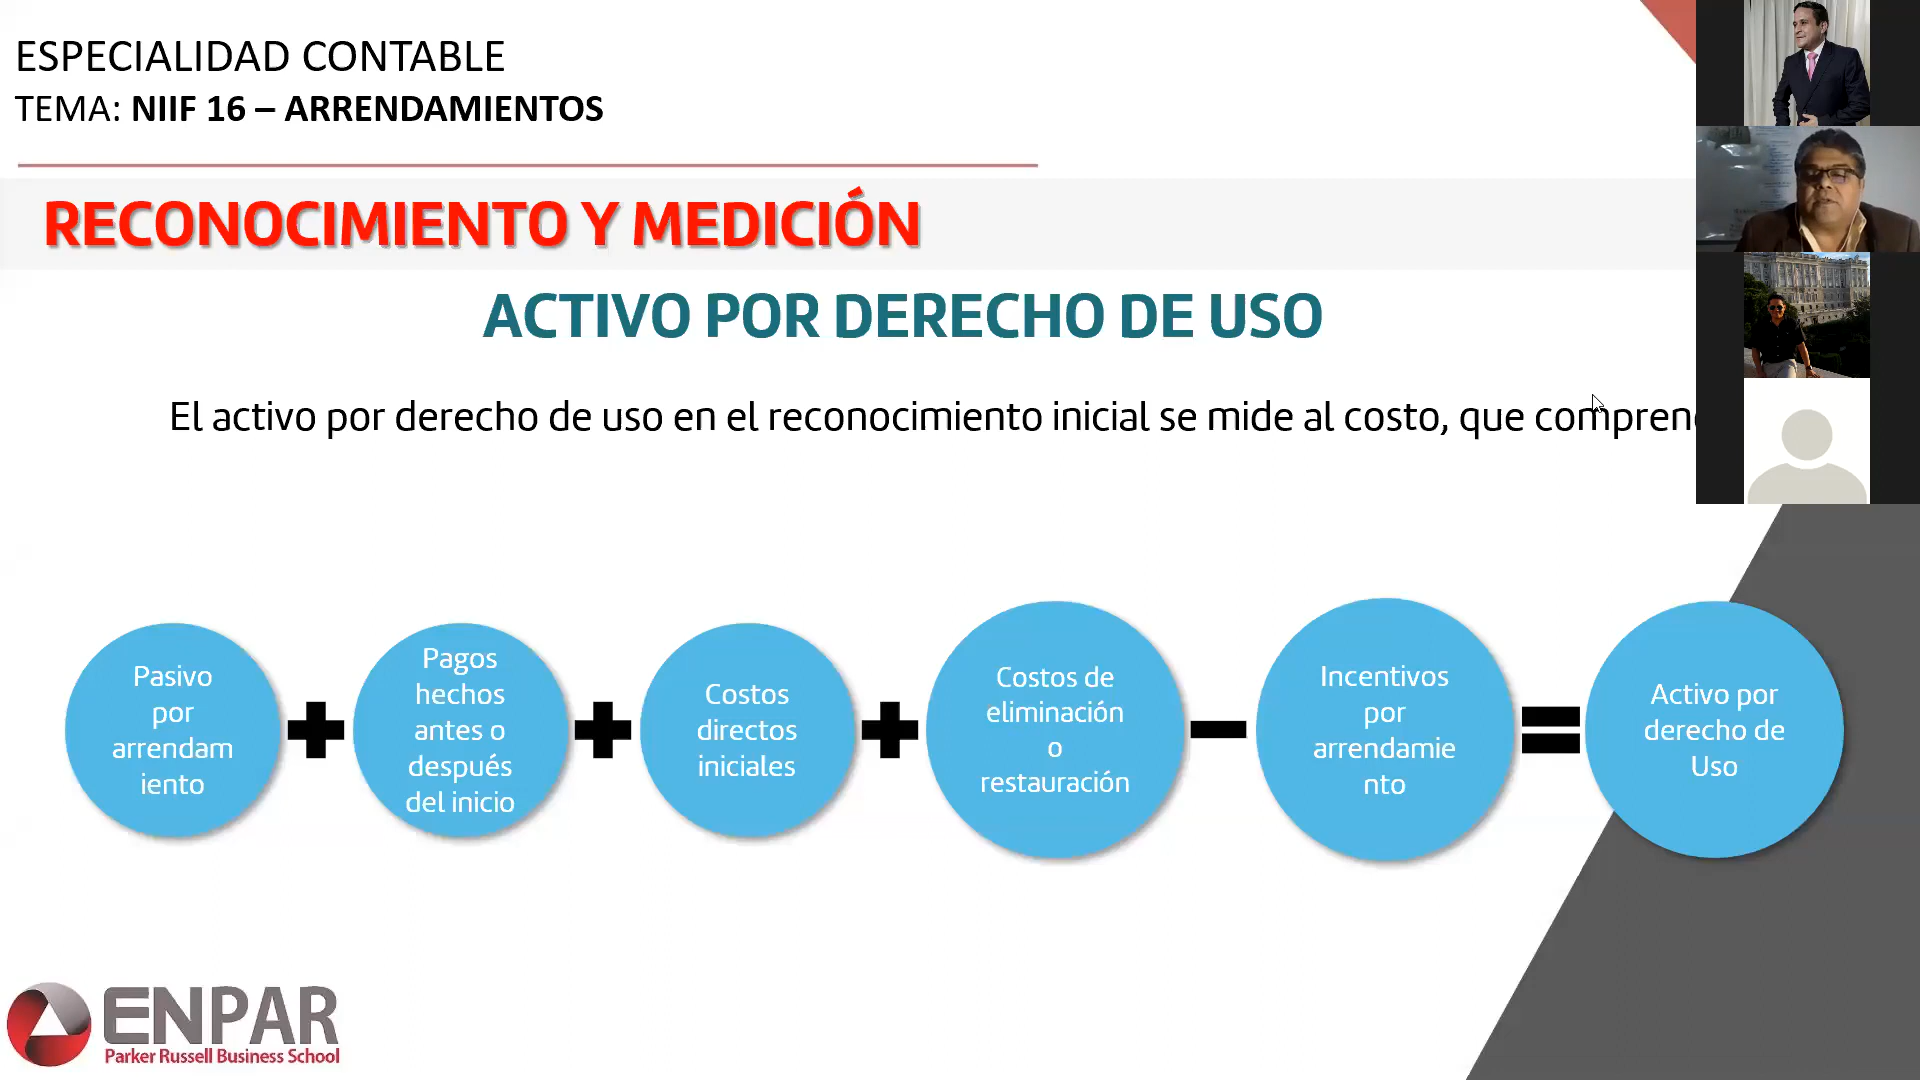 ESPECIALIDAD CONTABLE
TEMA: NIIF 16 – ARRENDAMIENTOS
RECONOCIMIENTO Y MEDICIÓN
ACTIVO POR DERECHO DE USO
El activo por derecho de uso en el reconocimiento inicial se mide al costo, que
Pasivo
por
arrendam
iento
Pagos
hechos
antes o
después
del inicio
Costos
directos
iniciales
Costos de
eliminación
o
restauración
Incentivos
por
arrendamie
nto
Activo por
derecho de
Uso
ENPAR
Parker Russell Business School